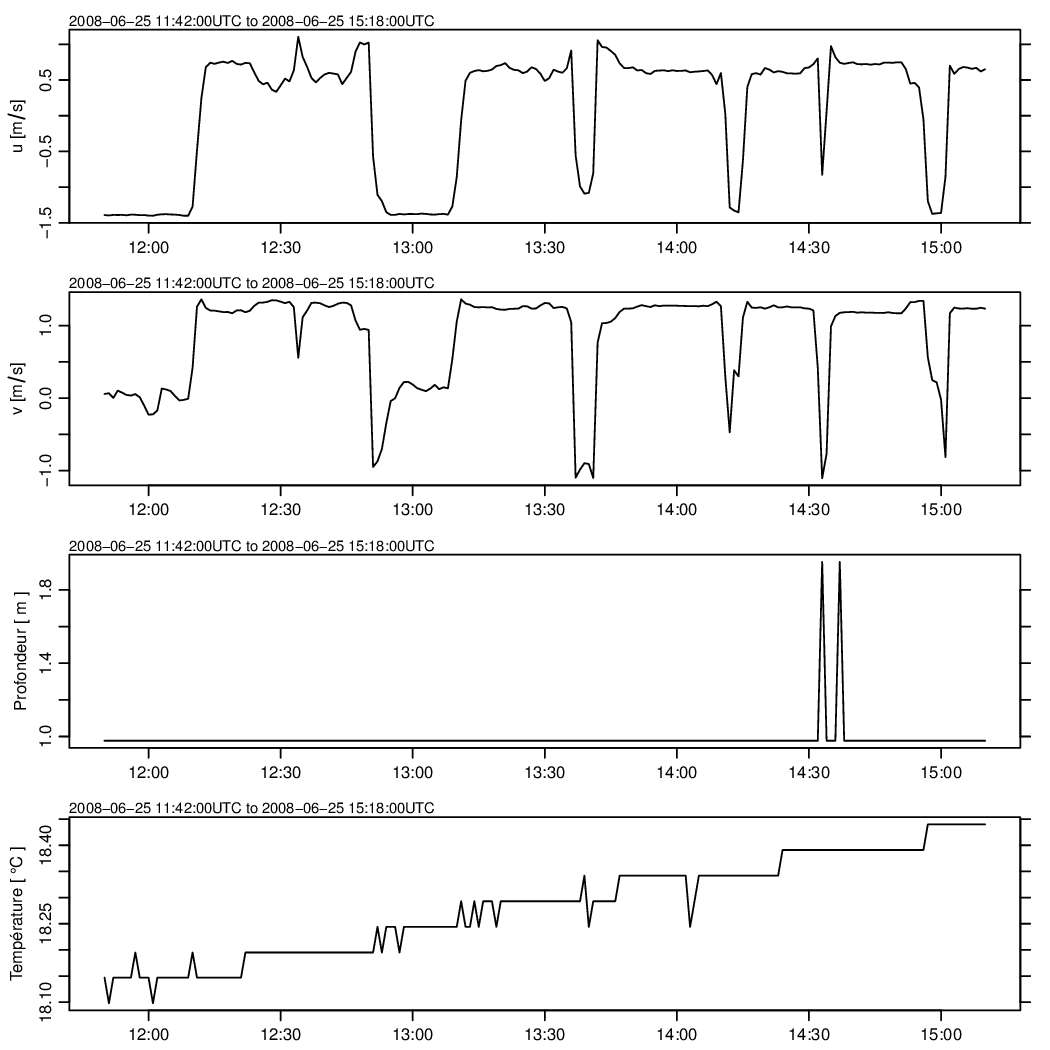 2008−06−25 11:42:00UTC to 2008−06−25 15:18:00UTC
u [m/s]
0.5
−0.5
−1.5
12:00 12:30 13:00 13:30 14:00 14:30 15:00
2008−06−25 11:42:00UTC to 2008−06−25 15:18:00UTC
v [m/s]
1.0
0.0
−1.0
12:00 12:30 13:00 13:30 14:00 14:30 15:00
2008−06−25 11:42:00UTC to 2008−06−25 15:18:00UTC
Profondeur [ m ]
1.8
1.4
1.0
12:00 12:30 13:00 13:30 14:00 14:30 15:00
2008−06−25 11:42:00UTC to 2008−06−25 15:18:00UTC
Température [ °C ]
18.40
18.25
18.10
12:00 12:30 13:00 13:30 14:00 14:30 15:00